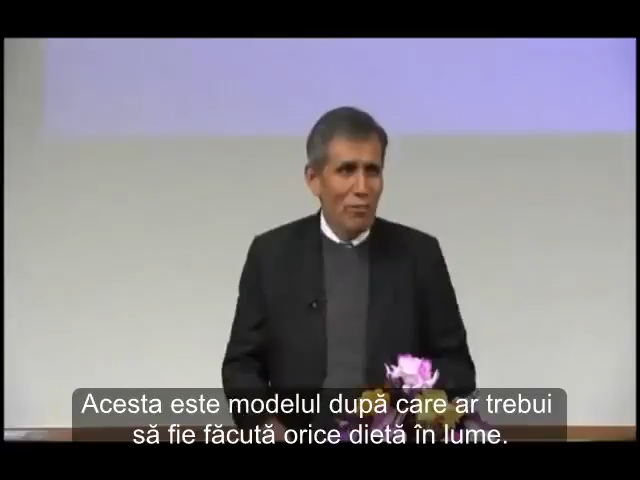 Acesta este modelul după care ar trebui
să fie făcută orice dietă în lume.